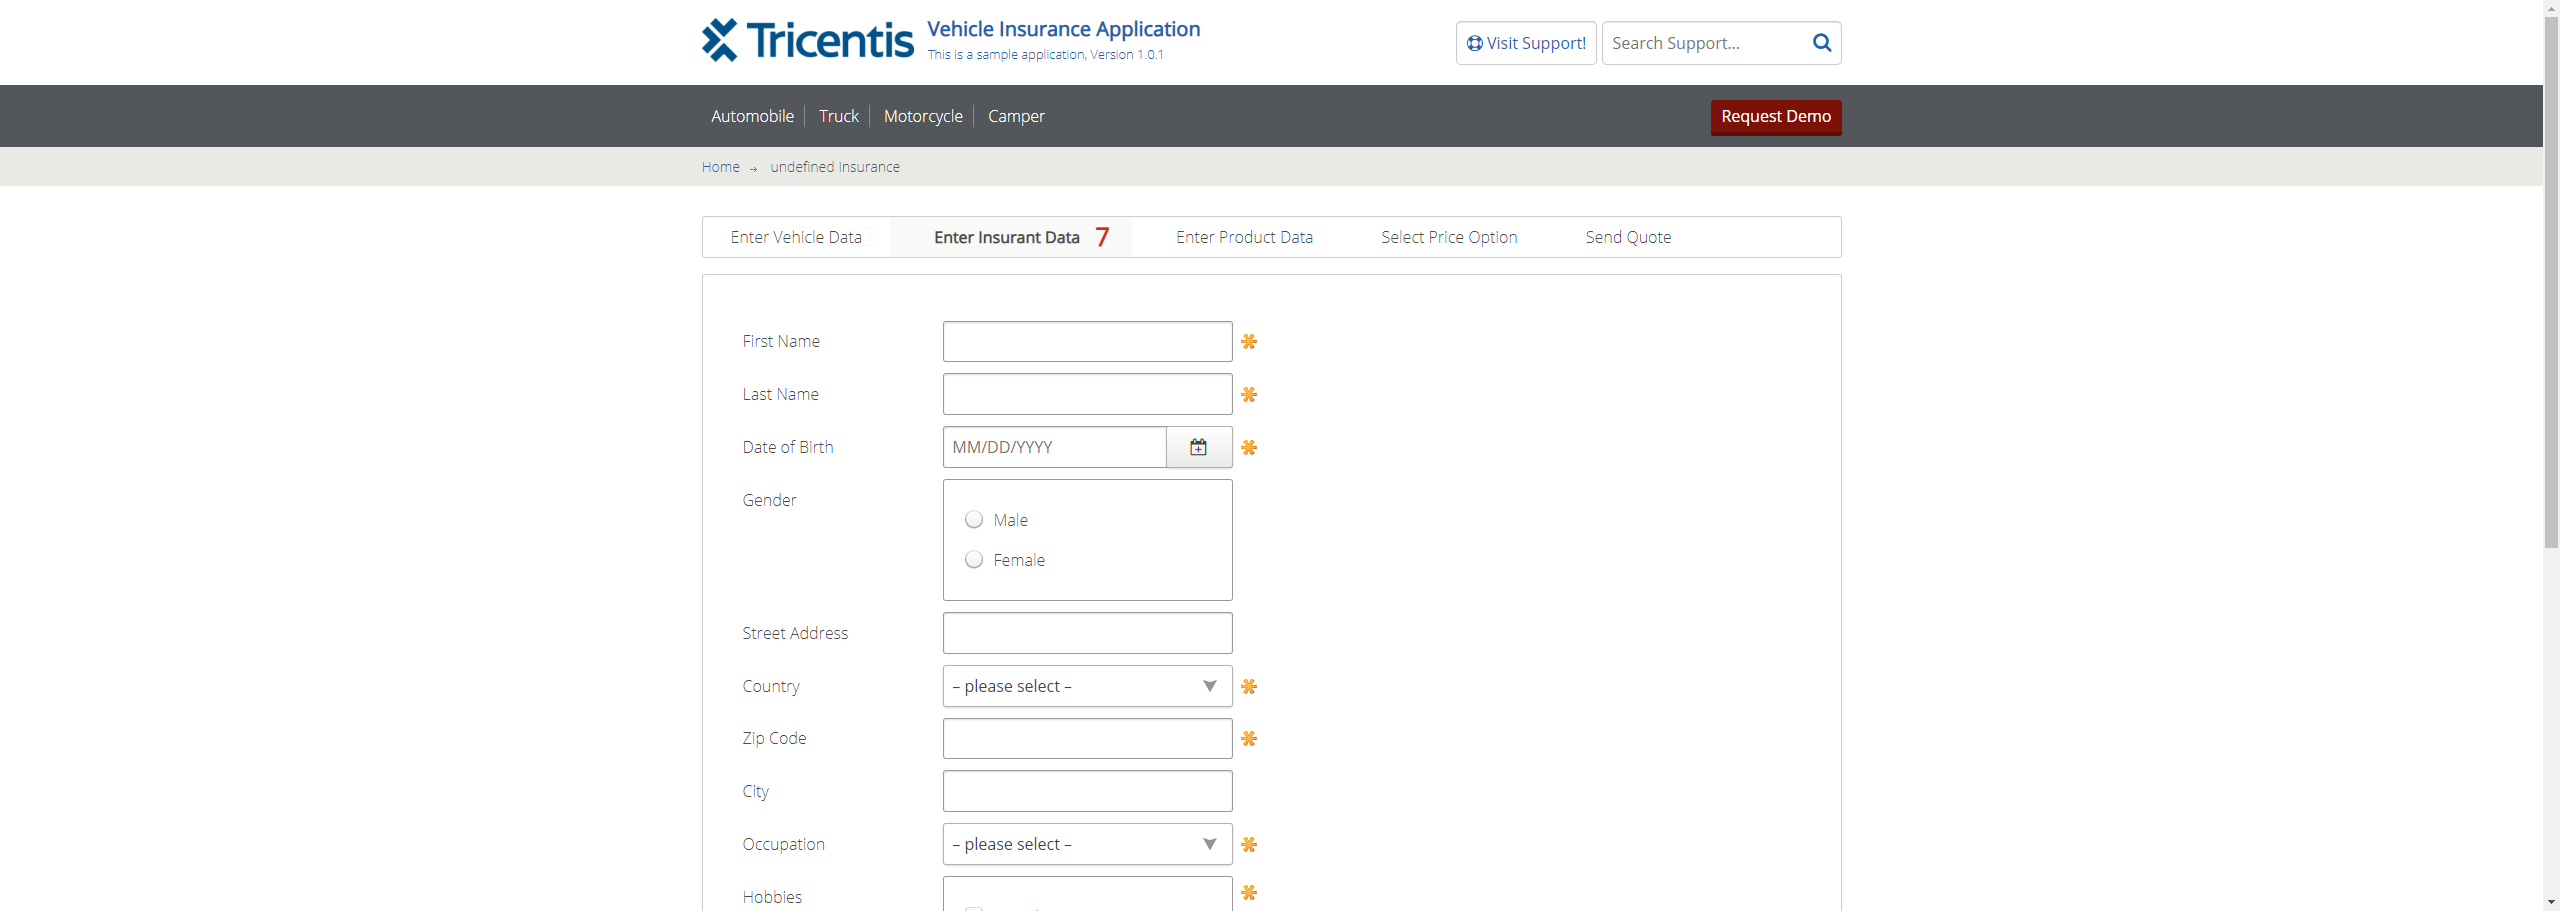 Tricentis
Vehicle Insurance Application
This is a sample application, Version 1.0.1
Visit Support!
Search Support...
Automobile
Truck
Motorcycle
Camper
Request Demo
Home → undefined Insurance
Enter Vehicle Data
Enter Insurant Data 7
Enter Product Data
Select Price Option
Send Quote
First Name
Last Name
Date of Birth MM/DD/YYYY
Gender
Male
Female
Street Address
Country – please select –
Zip Code
City
Occupation – please select –
Hobbies